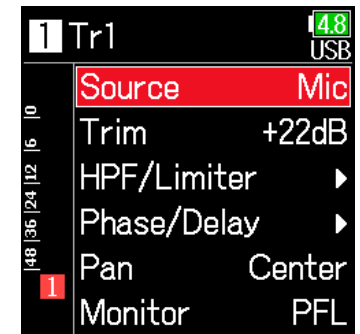 1 Tr1
4.8
USB
Source Mic
Trim +22dB
HPF/Limiter
Phase/Delay
Pan Center
Monitor PFL
|48 |36 |24 |12 |6 |0
1